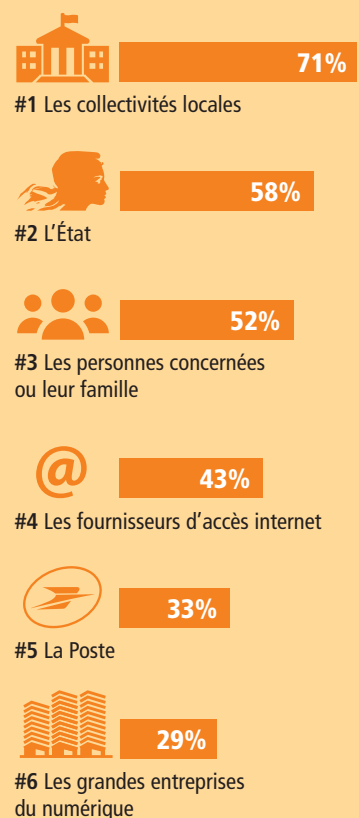 71%
#1 Les collectivités locales
58%
#2 L'État
52%
#3 Les personnes concernées
ou leur famille
@
43%
#4 Les fournisseurs d'accès internet
33%
#5 La Poste
29%
#6 Les grandes entreprises
du numérique